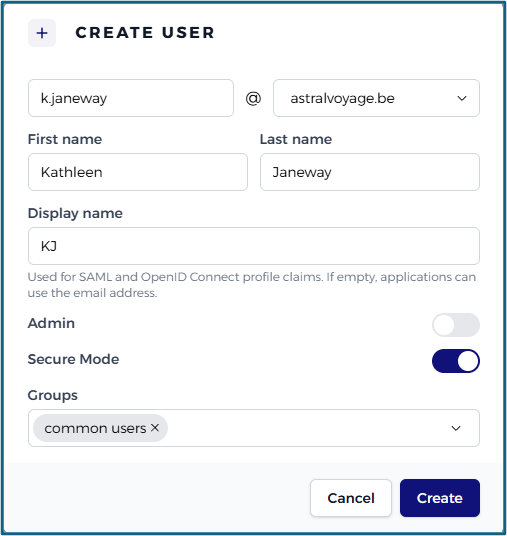 + CREATE USER
k.janeway @ astralvoyage.be
First name Last name
Kathleen Janeway
Display name
KJ
Used for SAML and OpenID Connect profile claims. If empty, applications can
use the email address.
Admin
Secure Mode
Groups
common users ×
Cancel Create